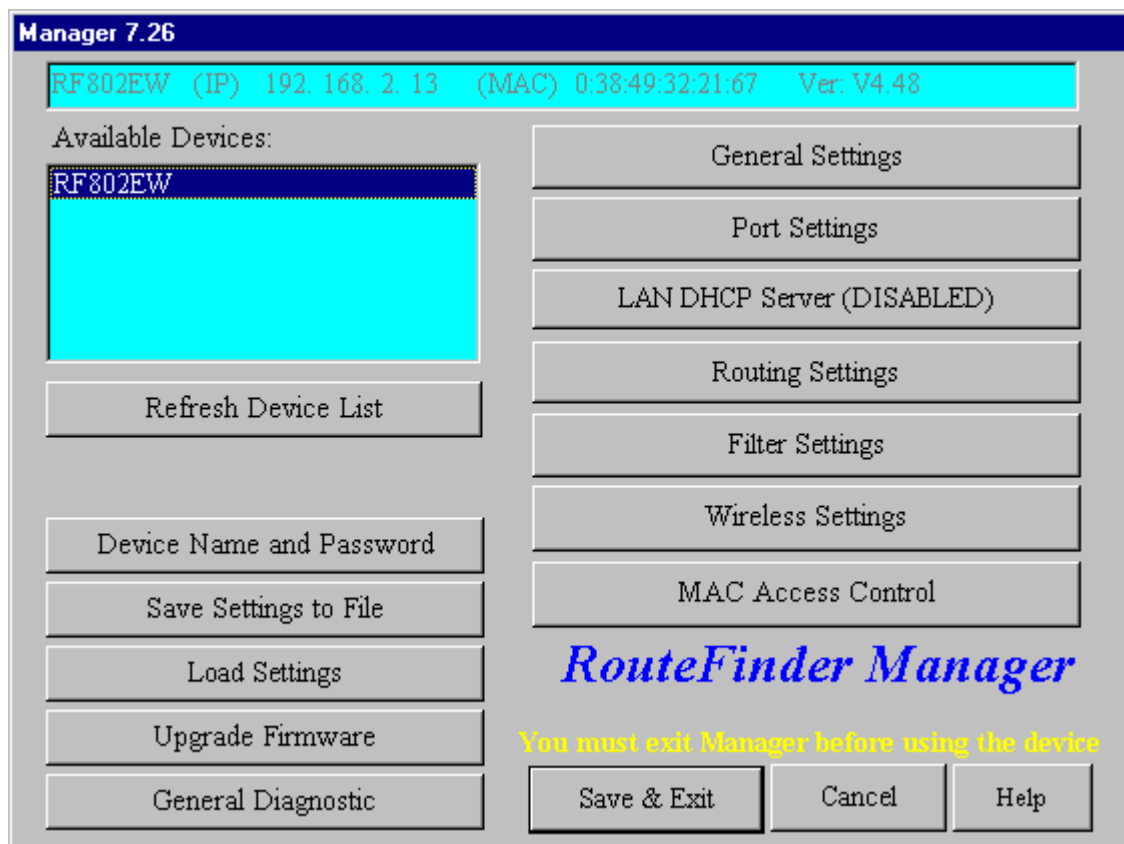 Manager 7.26
RF802EW (IP) 192. 168. 2. 13 (MAC) 0:38:49:32:21:67 Ver: V4.48
Available Devices:
RF802EW
Refresh Device List
Device Name and Password
Save Settings to File
Load Settings
Upgrade Firmware
General Diagnostic
General Settings
Port Settings
LAN DHCP Server (DISABLED)
Routing Settings
Filter Settings
Wireless Settings
MAC Access Control
RouteFinder Manager
You must exit Manager before using the device
Save & Exit
Cancel
Help